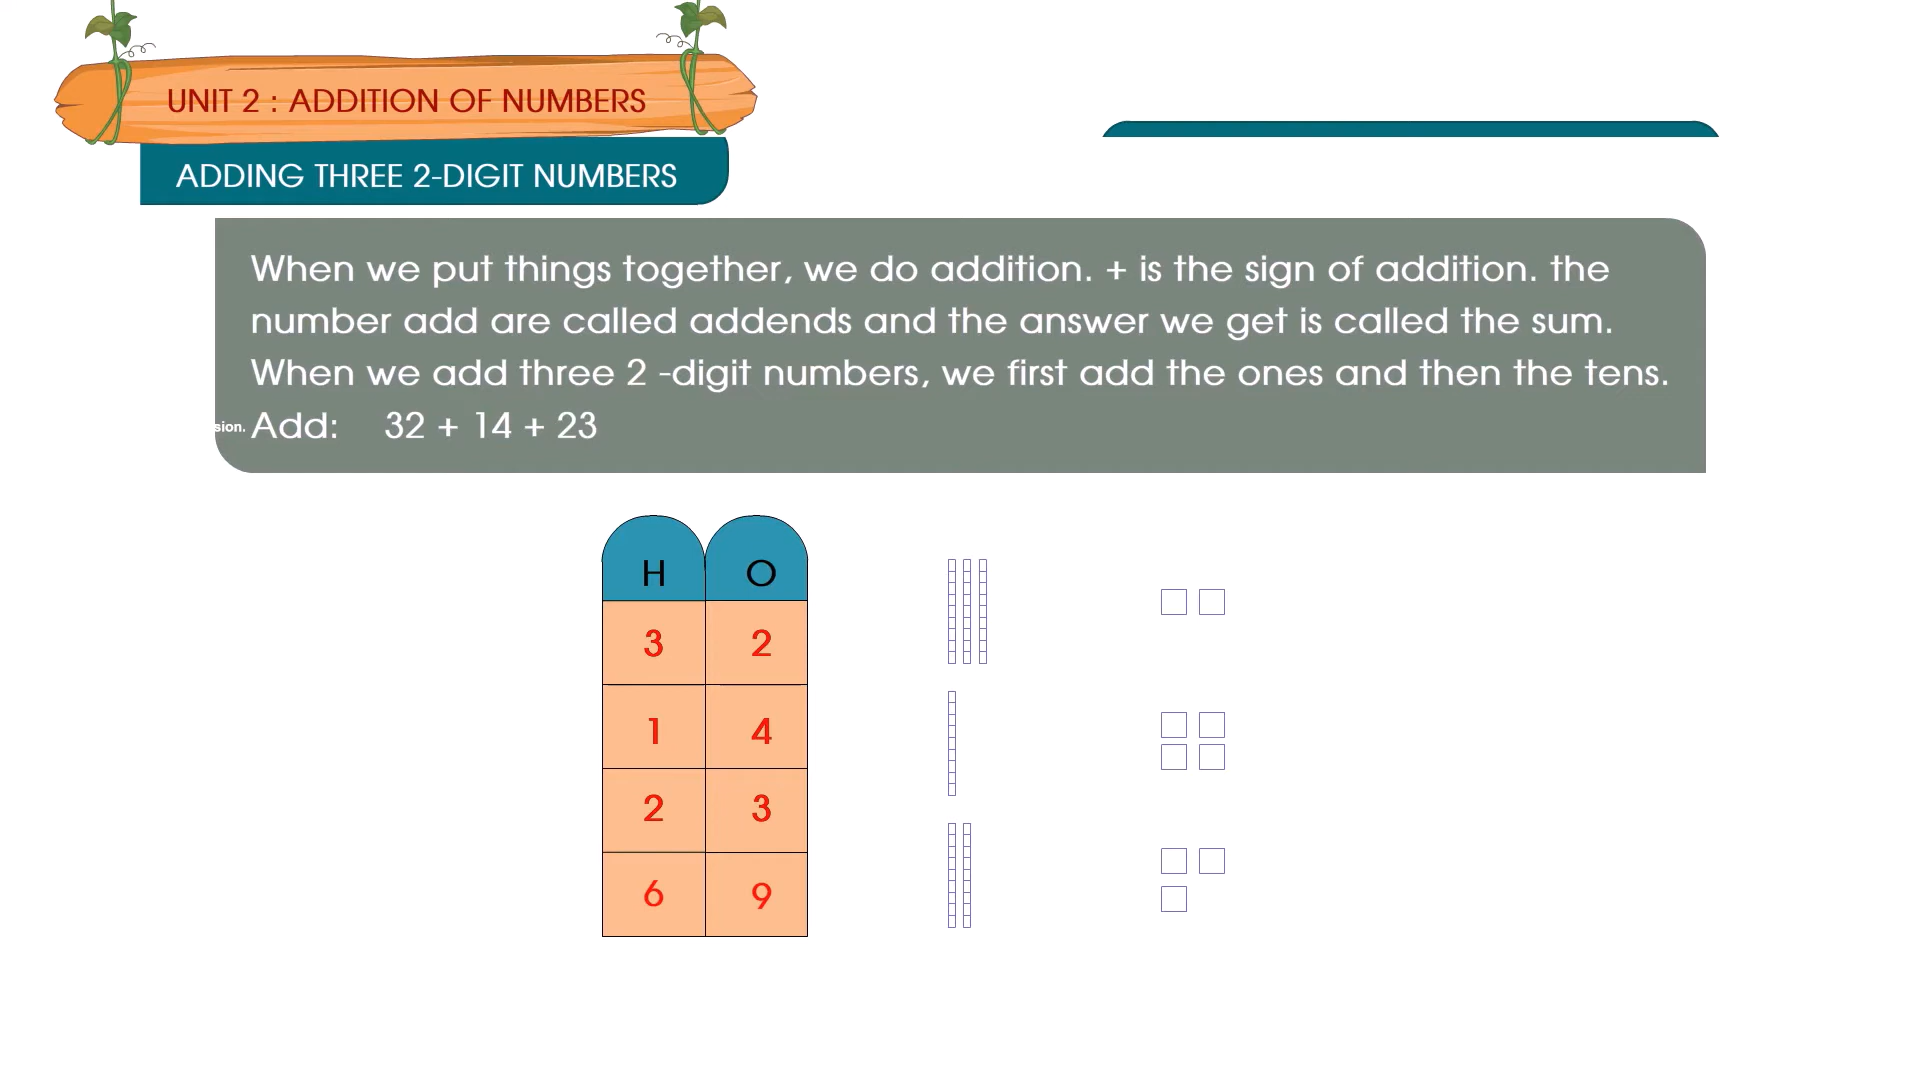 UNIT 2 : ADDITION OF NUMBERS
ADDING THREE 2-DIGIT NUMBERS
When we put things together, we do addition. + is the sign of addition. the
number add are called addends and the answer we get is called the sum.
When we add three 2 -digit numbers, we first add the ones and then the tens.
sion. Add: 32 + 14 + 23
H O
3 2
1 4
2 3
6 9